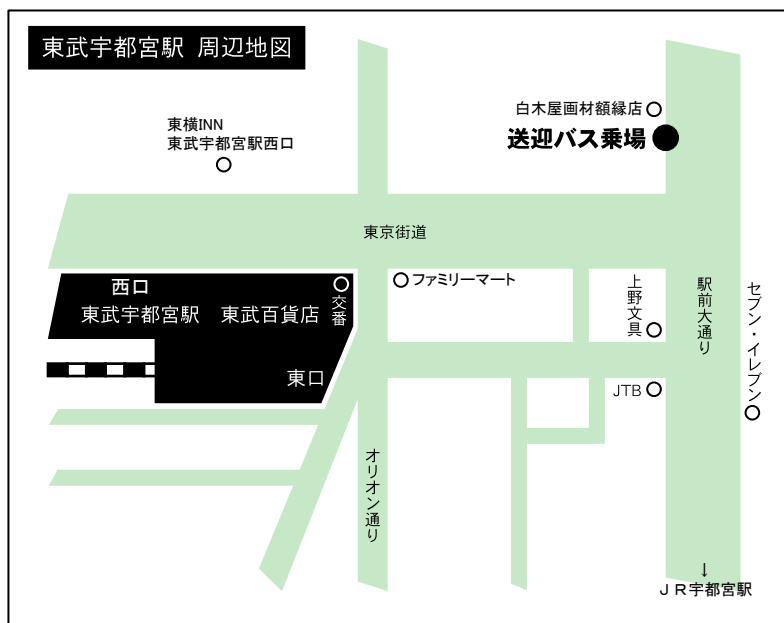 東武宇都宮駅 周辺地図
白木屋画材額縁店
送迎バス乗場
東横INN
東武宇都宮駅西口
東京街道
西口
東武宇都宮駅 東武百貨店
交番
東口
ファミリーマート
上野文具
駅前大通り
セブン・イレブン
JTB
オリオン通り
↓
ＪＲ宇都宮駅